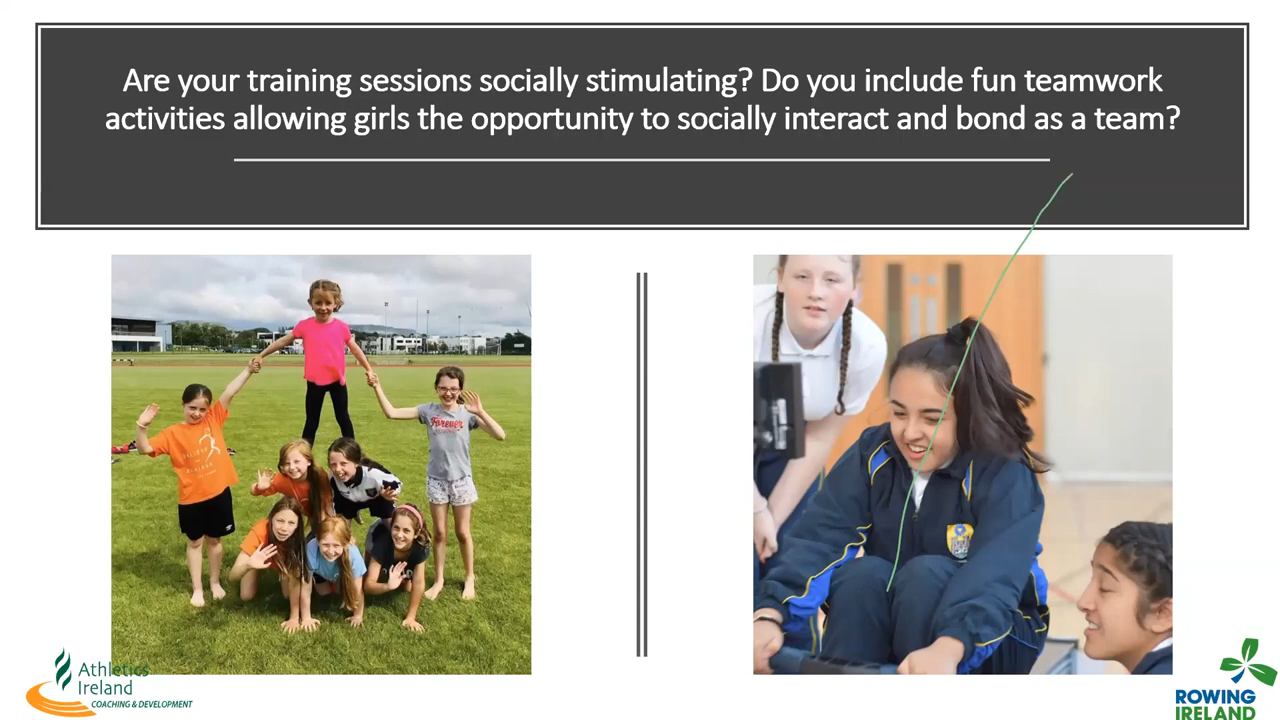 Are your training sessions socially stimulating? Do you include fun teamwork
activities allowing girls the opportunity to socially interact and bond as a team?
Forever
Athletics
Ireland
COACHING & DEVELOPMENT
ROWING
IRELAND